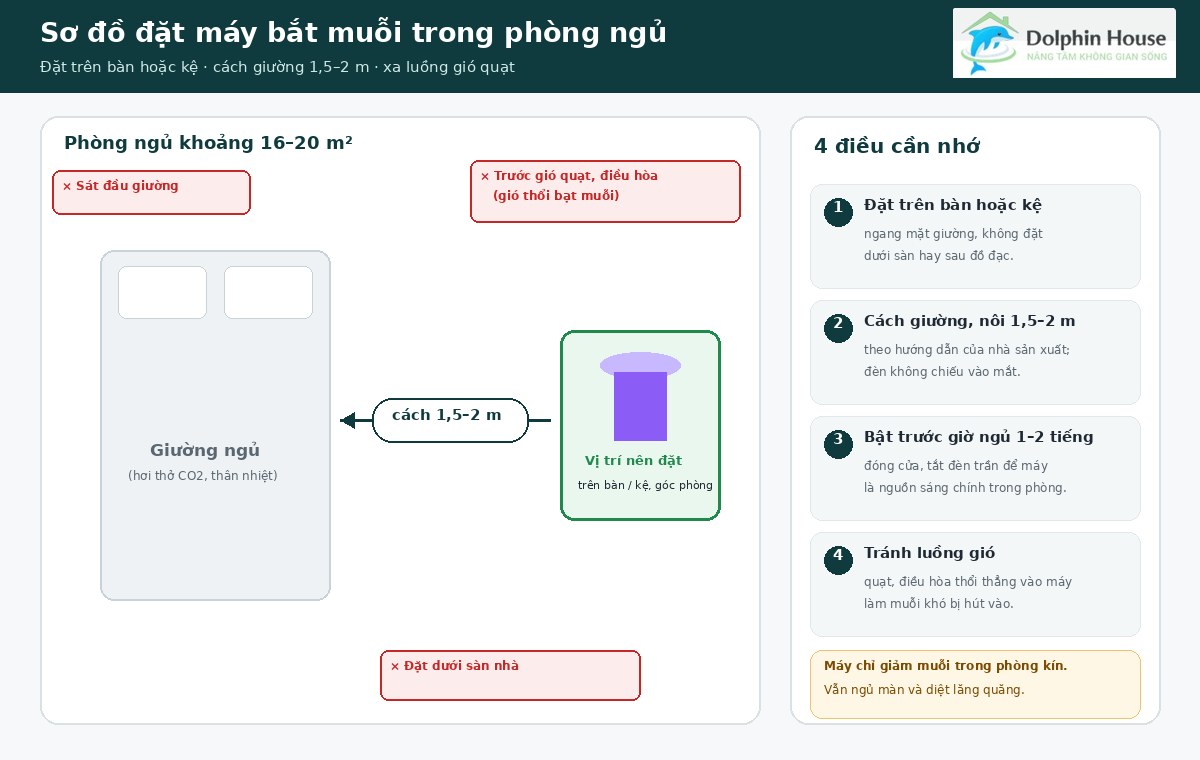 Sơ đồ đặt máy bắt muỗi trong phòng ngủ
Đặt trên bàn hoặc kệ · cách giường 1,5–2 m · xa luồng gió quạt
Dolphin House
NÂNG TẦM KHÔNG GIAN SỐNG
Phòng ngủ khoảng 16–20 m²
× Sát đầu giường
× Trước gió quạt, điều hòa
(gió thổi bạt muỗi)
Giường ngủ
(hơi thở CO2, thân nhiệt)
cách 1,5–2 m
Vị trí nên đặt
trên bàn / kệ, góc phòng
× Đặt dưới sàn nhà
4 điều cần nhớ
1 Đặt trên bàn hoặc kệ
ngang mặt giường, không đặt
dưới sàn hay sau đồ đạc.
2 Cách giường, nôi 1,5–2 m
theo hướng dẫn của nhà sản xuất;
đèn không chiếu vào mắt.
3 Bật trước giờ ngủ 1–2 tiếng
đóng cửa, tắt đèn trần để máy
là nguồn sáng chính trong phòng.
4 Tránh luồng gió
quạt, điều hòa thổi thẳng vào máy
làm muỗi khó bị hút vào.
Máy chỉ giảm muỗi trong phòng kín.
Vẫn ngủ màn và diệt lăng quăng.